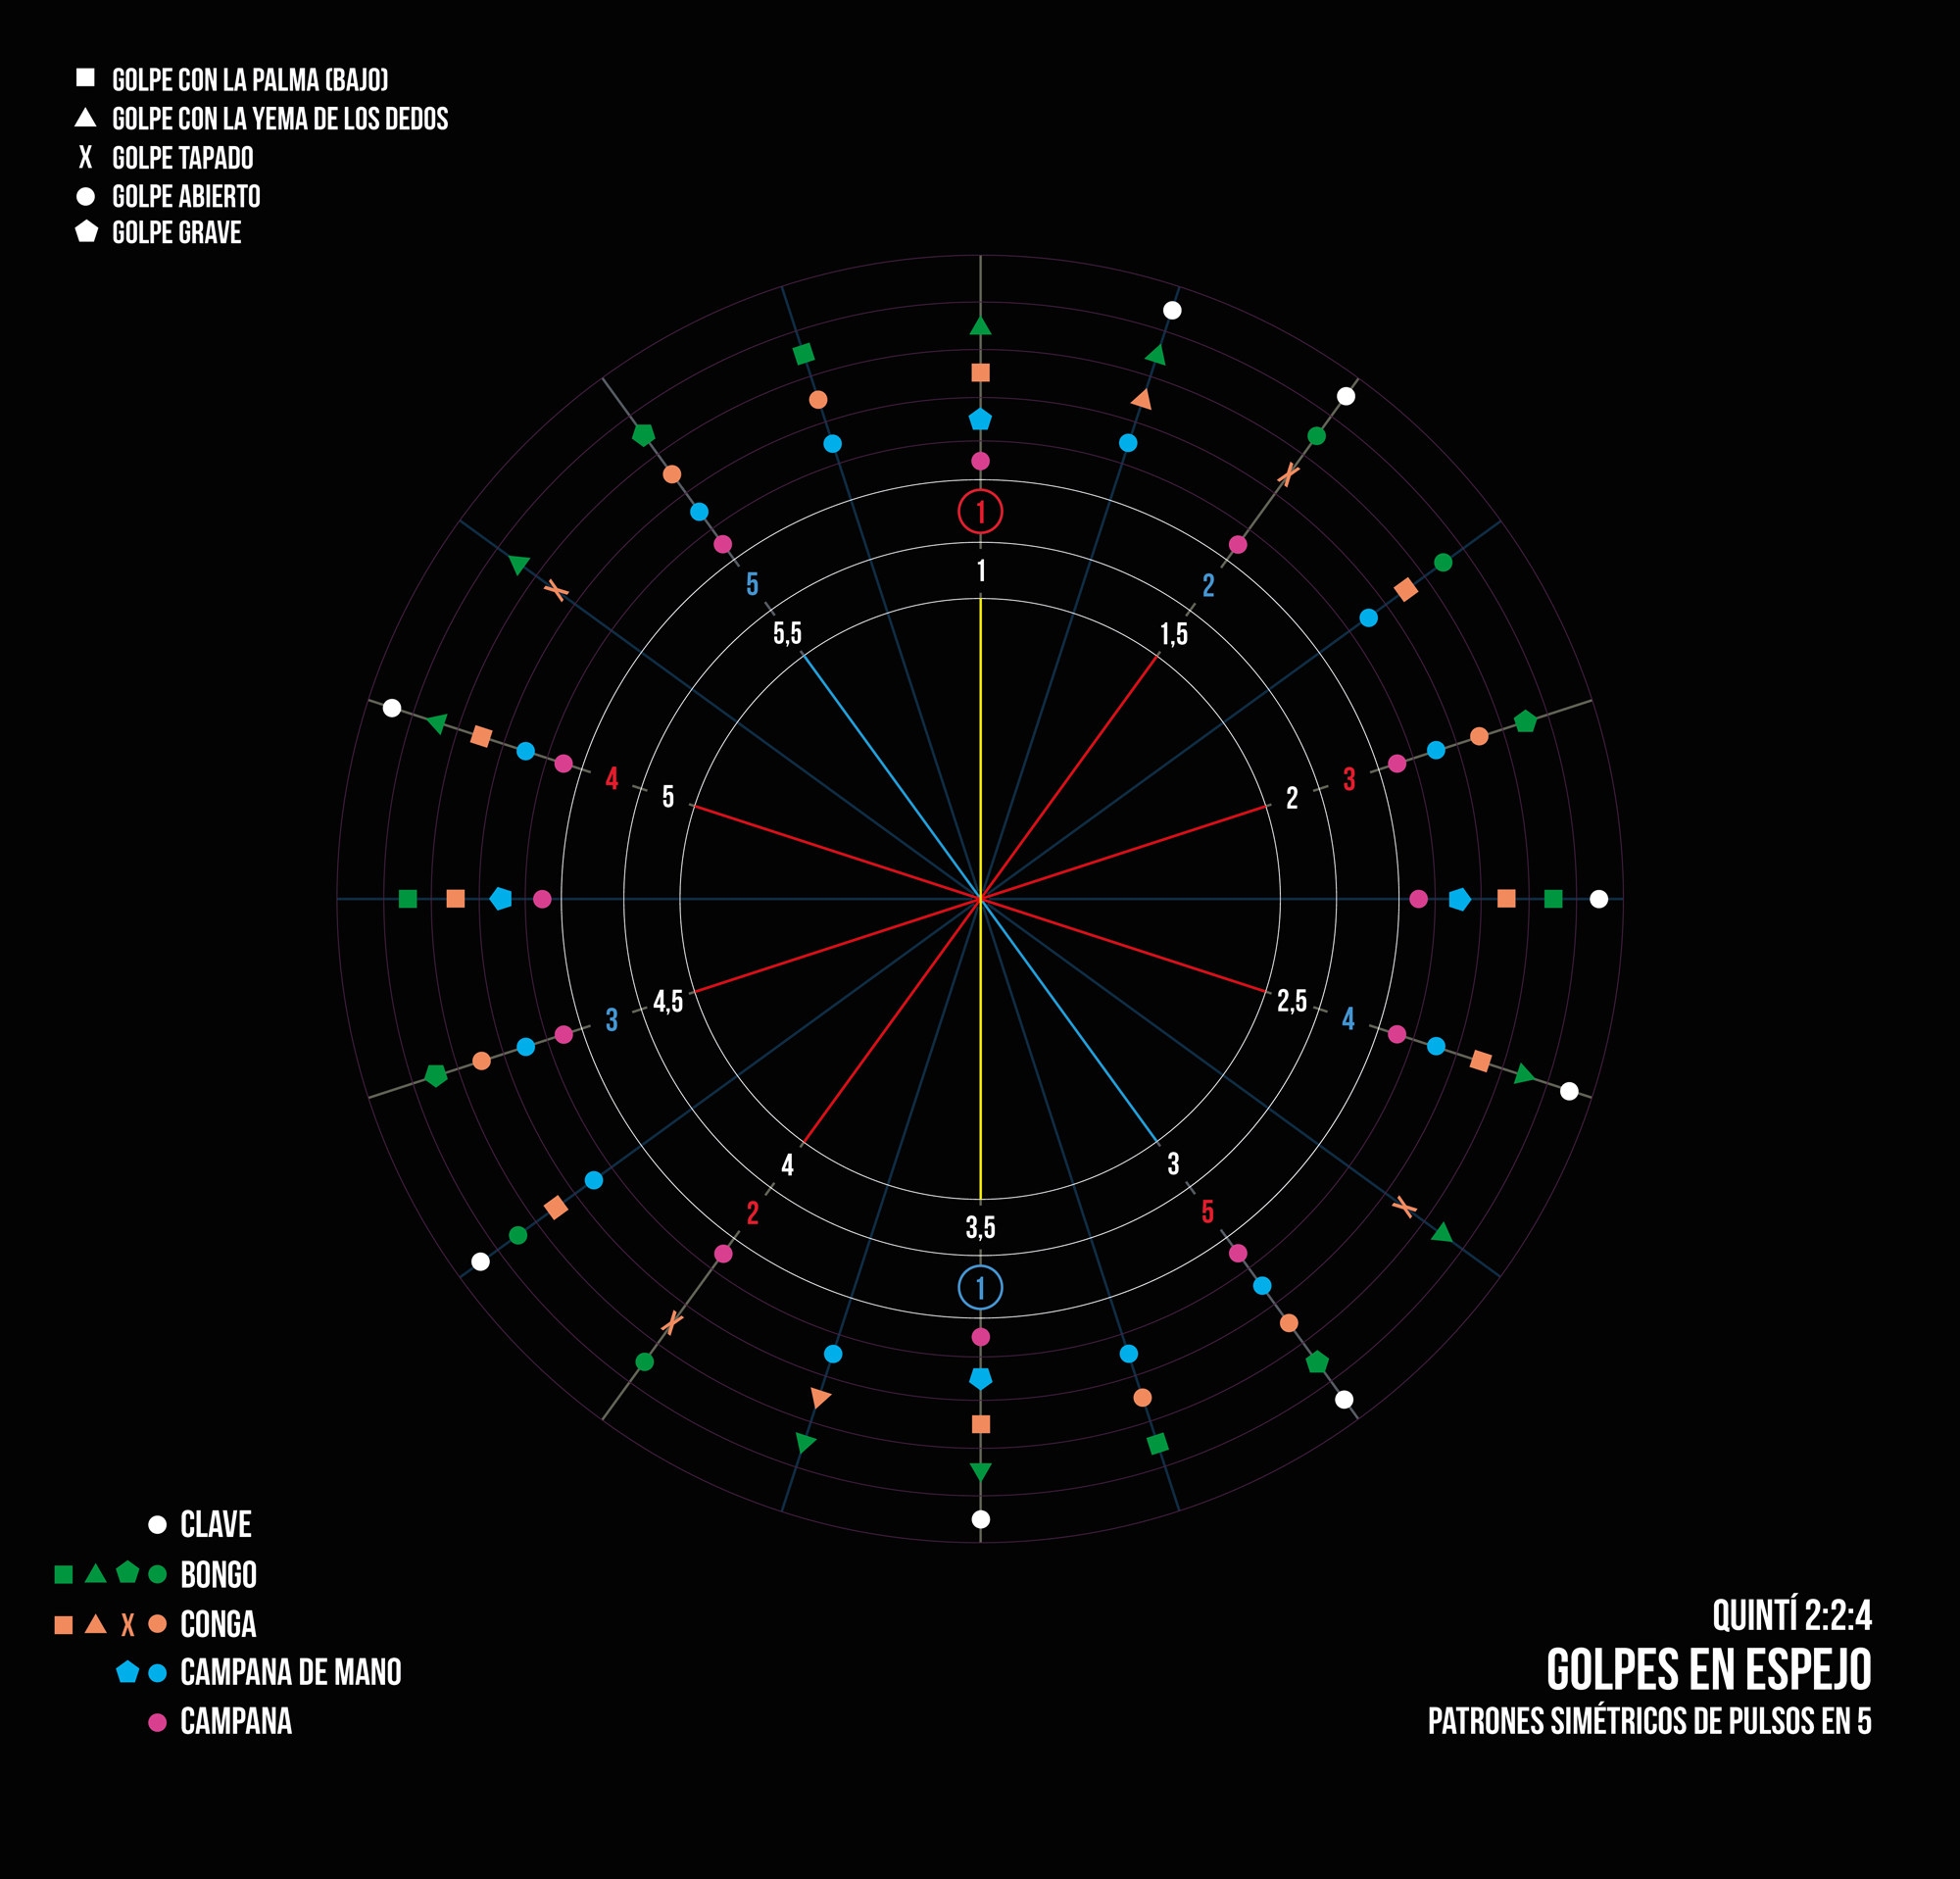 GOLPE CON LA PALMA (BAJO)
GOLPE CON LA YEMA DE LOS DEDOS
X GOLPE TAPADO
GOLPE ABIERTO
GOLPE GRAVE
1
1
5
2
5,5
1,5
4
3
5
2
4,5
2,5
3
4
4
3
2
5
3,5
1
CLAVE
BONGO
X CONGA
CAMPANA DE MANO
CAMPANA
QUINTÍ 2:2:4
GOLPES EN ESPEJO
PATRONES SIMÉTRICOS DE PULSOS EN 5